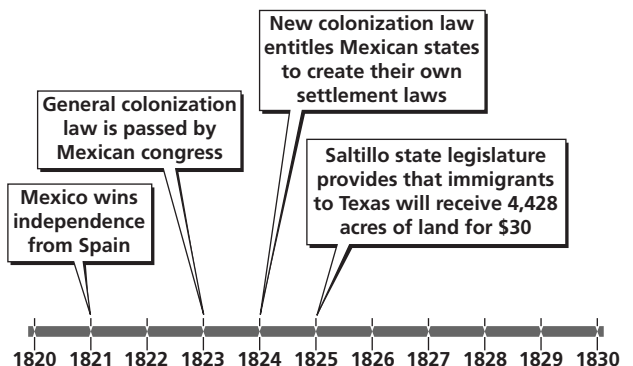 New colonization law
entitles Mexican states
to create their own
settlement laws
General colonization
law is passed by
Mexican congress
Saltillo state legislature
provides that immigrants
to Texas will receive 4,428
acres of land for $30
Mexico wins
independence
from Spain
1820 1821 1822 1823 1824 1825 1826 1827 1828 1829 1830